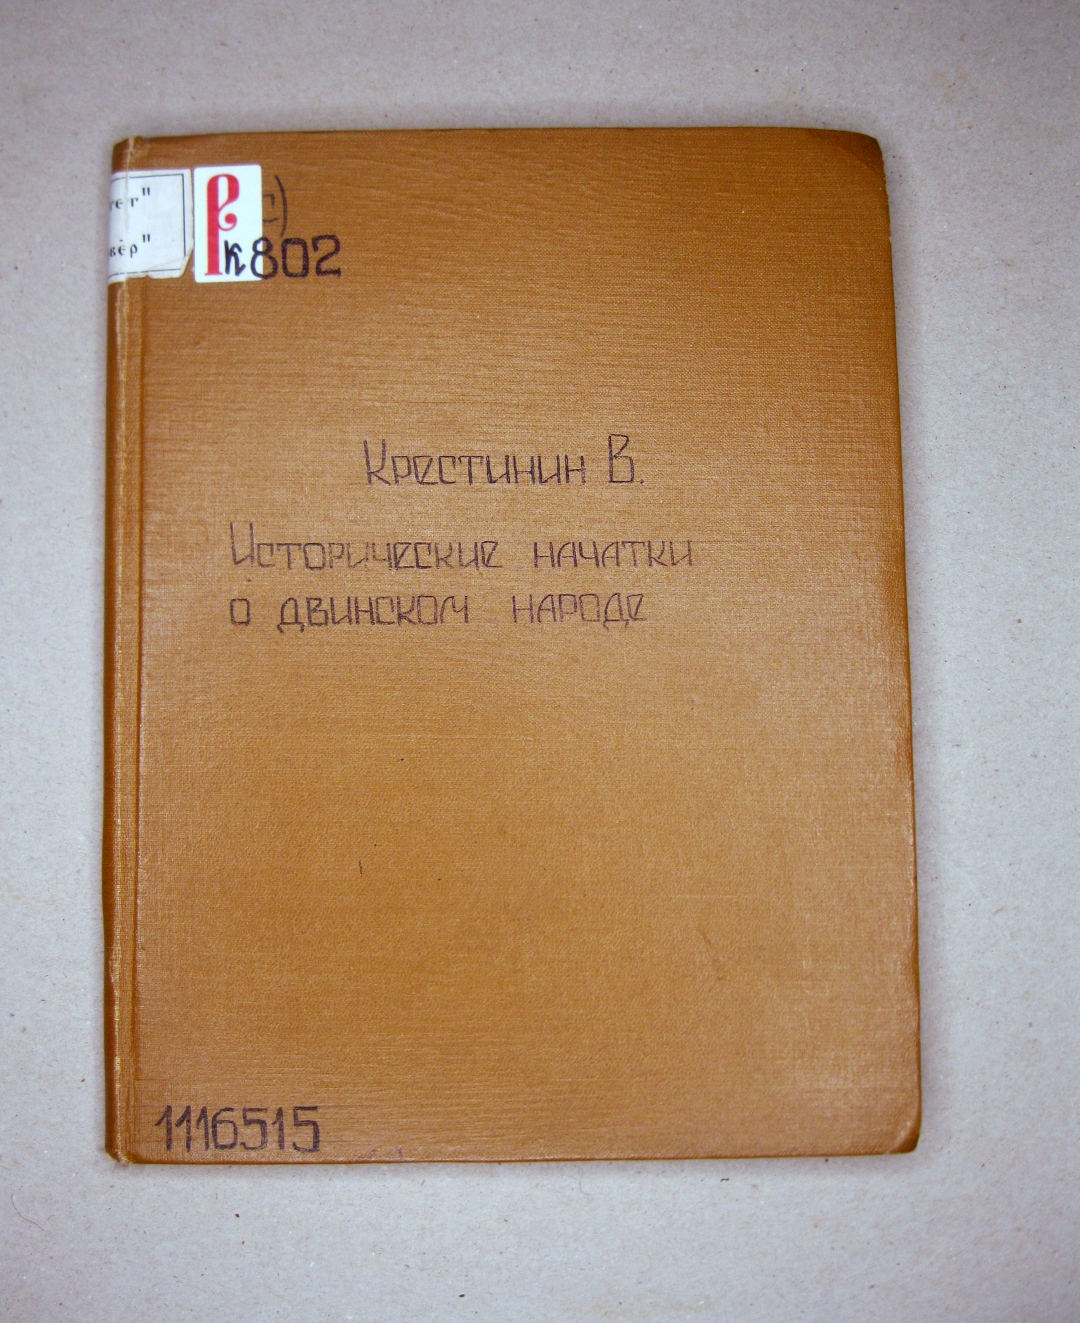 Р
к802
Крестинин В.
Исторические начатки
о двинском народе
1116515